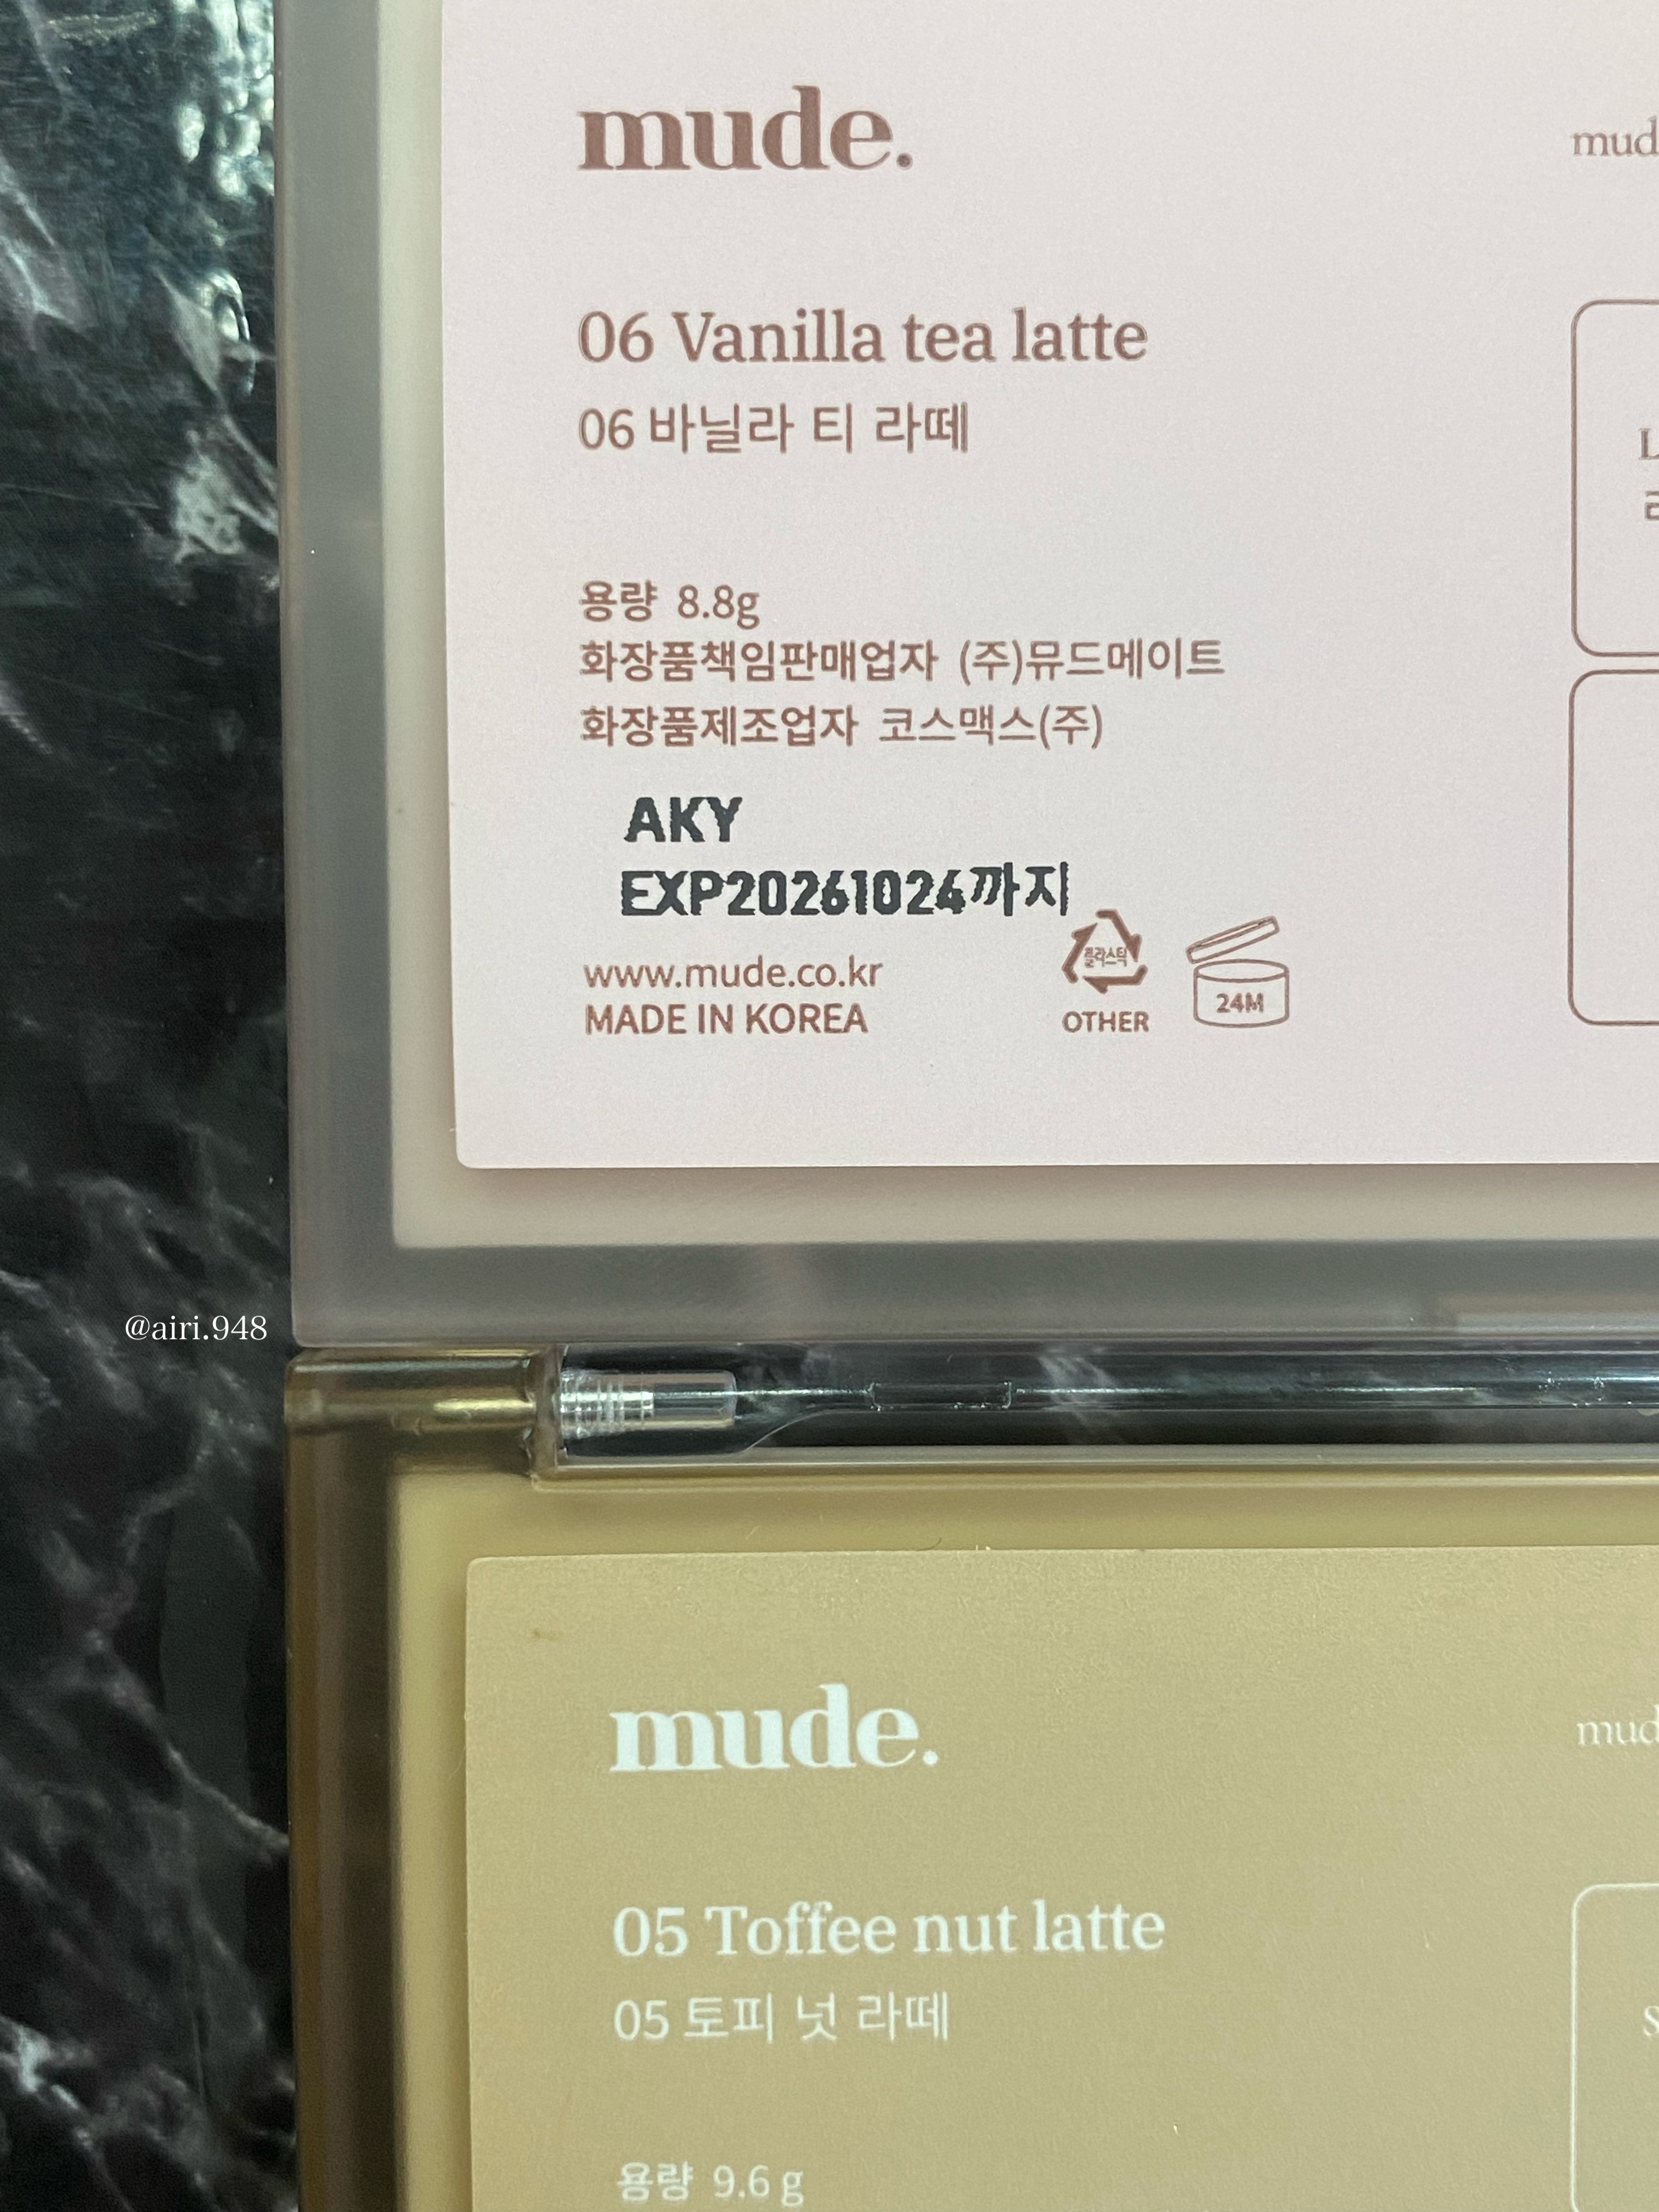 mude.
mud
06 Vanilla tea latte
06 바닐라 티 라떼
용량 8.8g
화장품책임판매업자 (주)뮤드메이트
화장품제조업자 코스맥스(주)
AKY
EXP20261024까지
www.mude.co.kr
MADE IN KOREA
플라스틱
OTHER
24M
L
@airi.948
mude.
mud
05 Toffee nut latte
05 토피 넛 라떼
S
용량 9.6 g